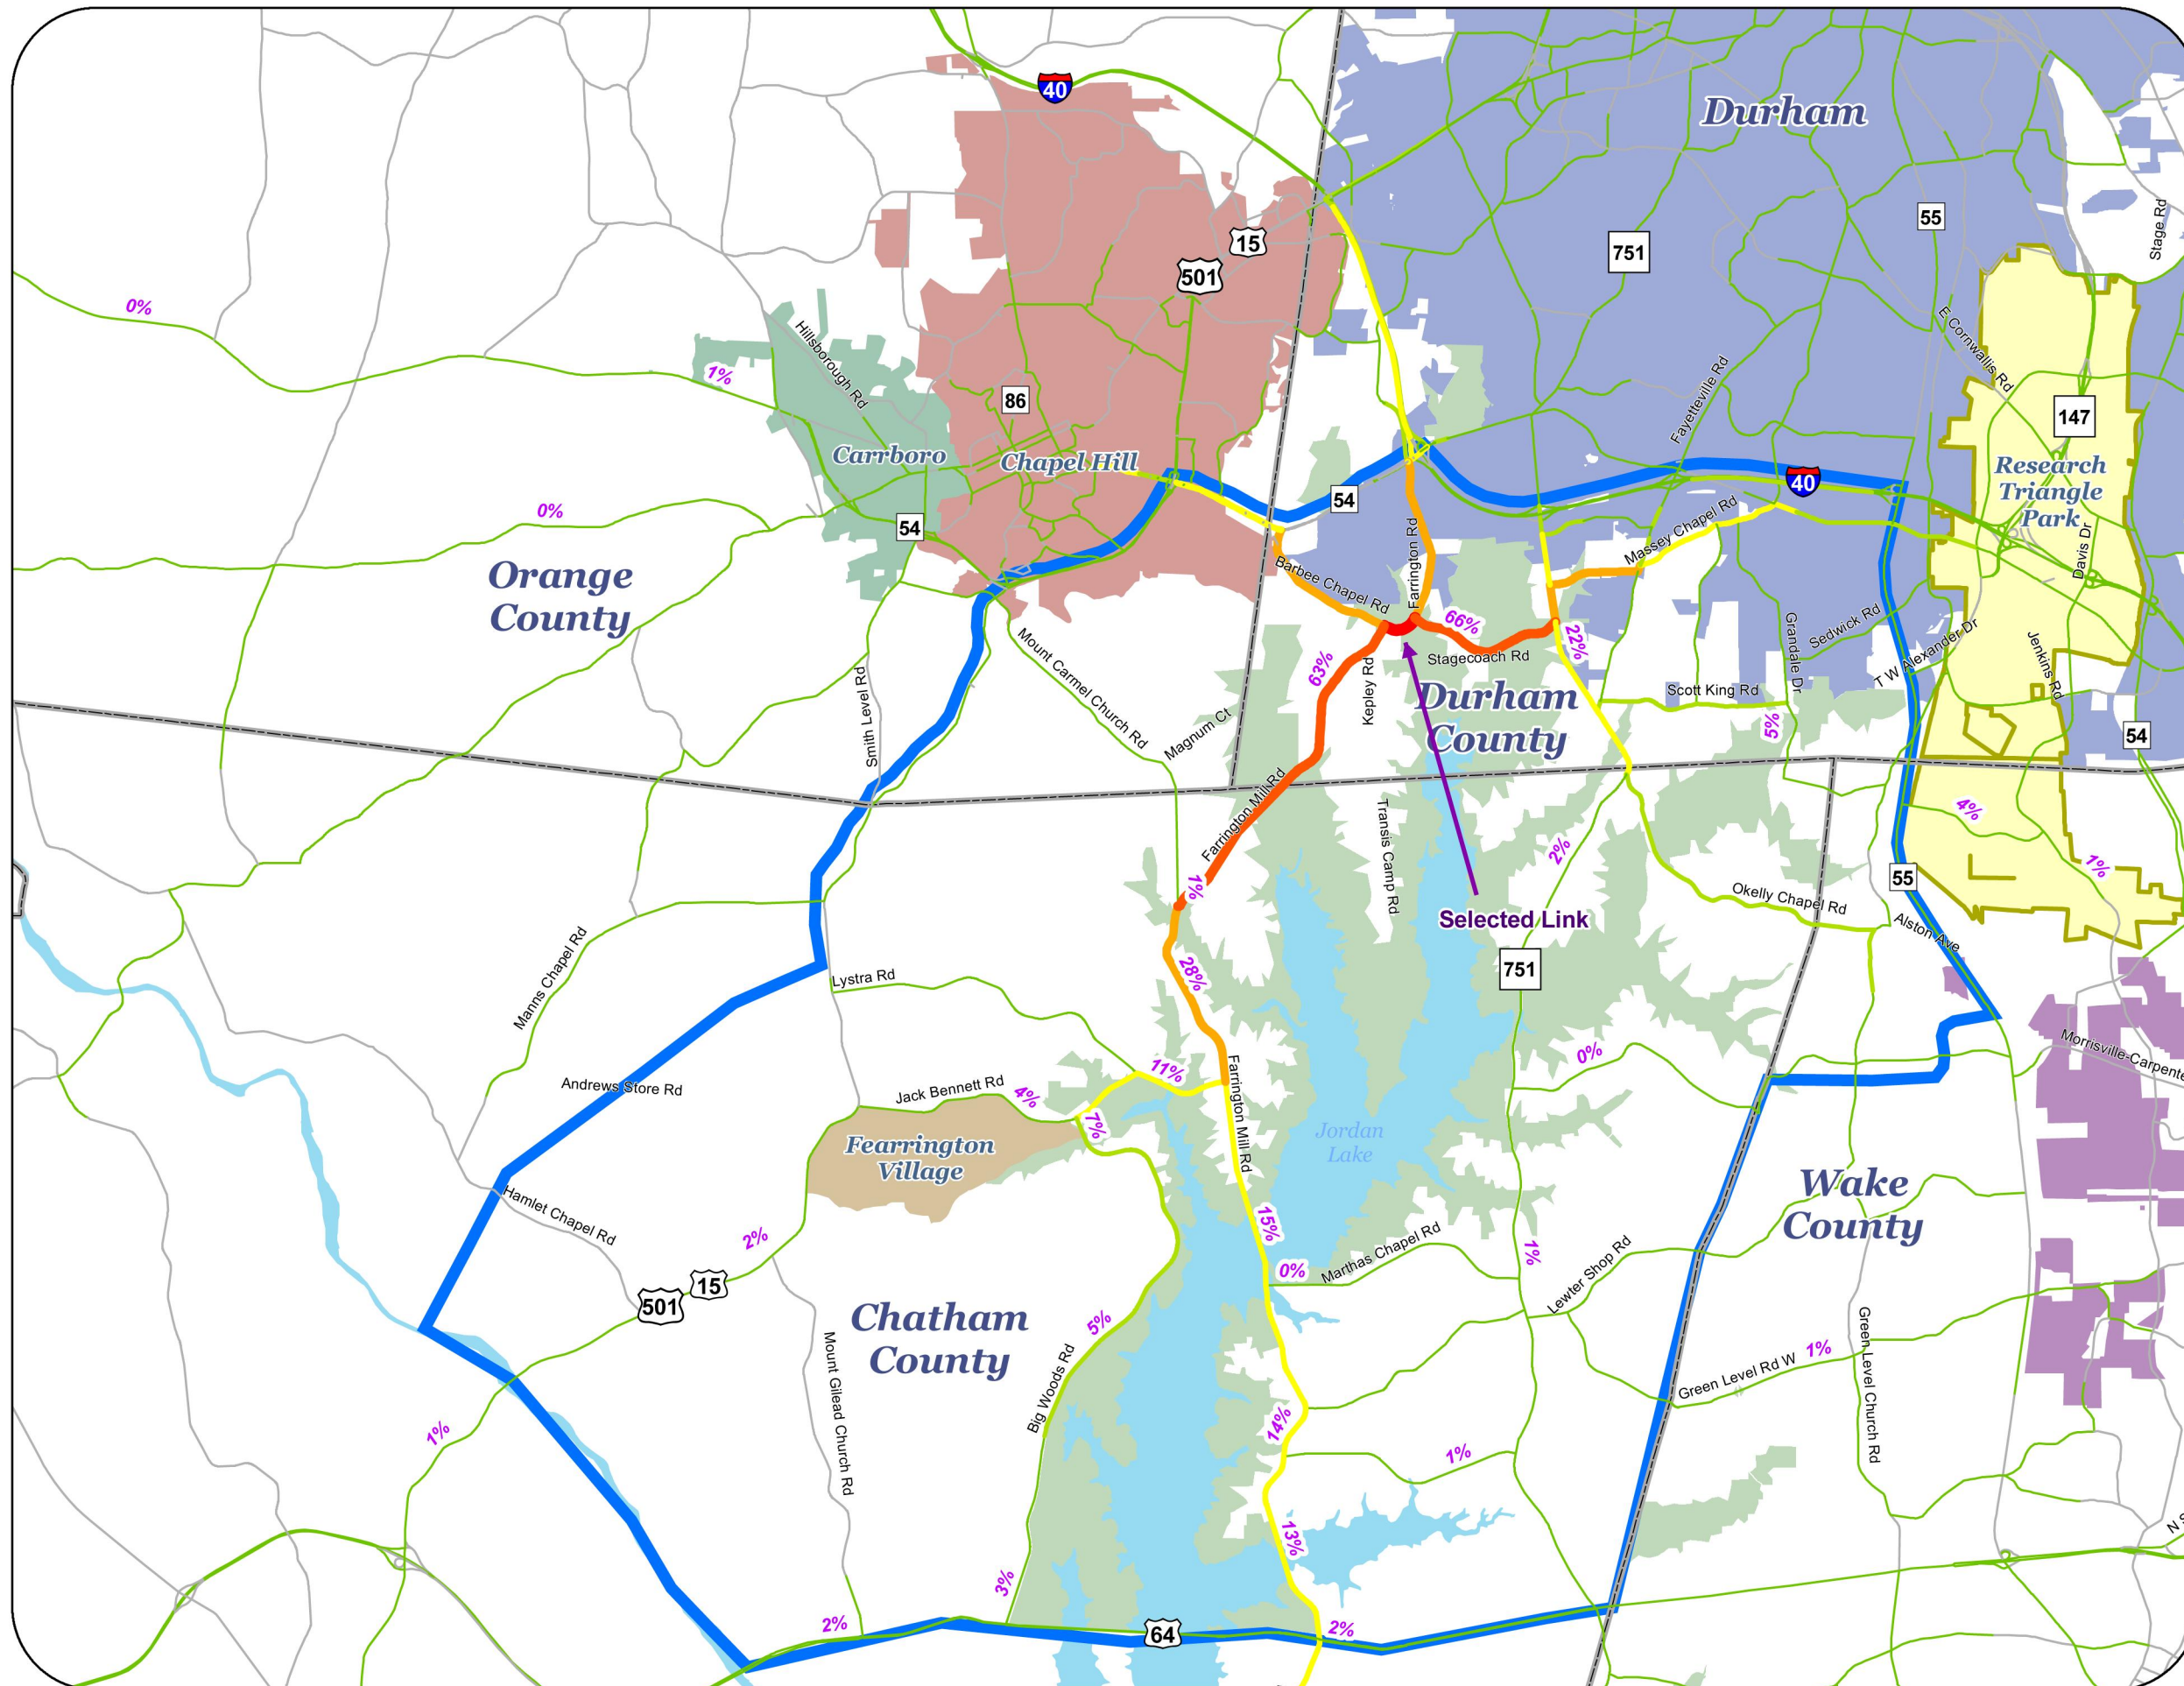 40
Durham
15
501
751
55
Stage Rd
0%
Hillsborough Rd
1%
86
E Cornwallis Rd
Fayetteville Rd
147
Carrboro
Chapel Hill
Research
Triangle
Park
54
40
54
0%
Massey Chapel Rd
Davis Dr
Orange
County
Barbee Chapel Rd
Farrington Rd
66%
22%
Stagecoach Rd
Grandale Dr
Sedwick Rd
T W Alexander Dr
Jenkins Rd
Mount Carmel Church Rd
Smith Level Rd
63%
Kepley Rd
Durham
County
Scott King Rd
5%
54
Magnum Ct
Farrington Mill Rd
Transis Camp Rd
2%
4%
1%
1%
55
Okelly Chapel Rd
Alston Ave
Selected Link
751
Manns Chapel Rd
Lystra Rd
28%
0%
Morrisville-Carpente
Andrews Store Rd
Jack Bennett Rd
4%
11%
7%
Farrington Mill Rd
Jordan
Lake
Fearrington
Village
Wake
County
Hamlet Chapel Rd
2%
15%
1%
0%
Marthas Chapel Rd
Lewter Shop Rd
501
15
Chatham
County
5%
Big Woods Rd
Mount Gilead Church Rd
Green Level Rd W
1%
Green Level Church Rd
1%
14%
1%
13%
3%
2%
64
2%
N S